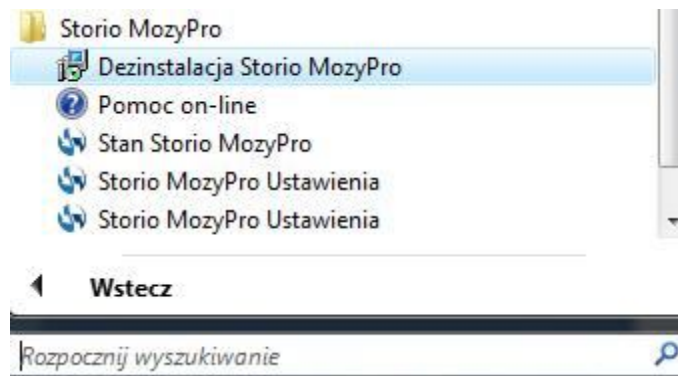 Storio MozyPro
Dezinstalacja Storio MozyPro
Pomoc on-line
Stan Storio MozyPro
Storio MozyPro Ustawienia
Storio MozyPro Ustawienia
Wstecz
Rozpocznij wyszukiwanie